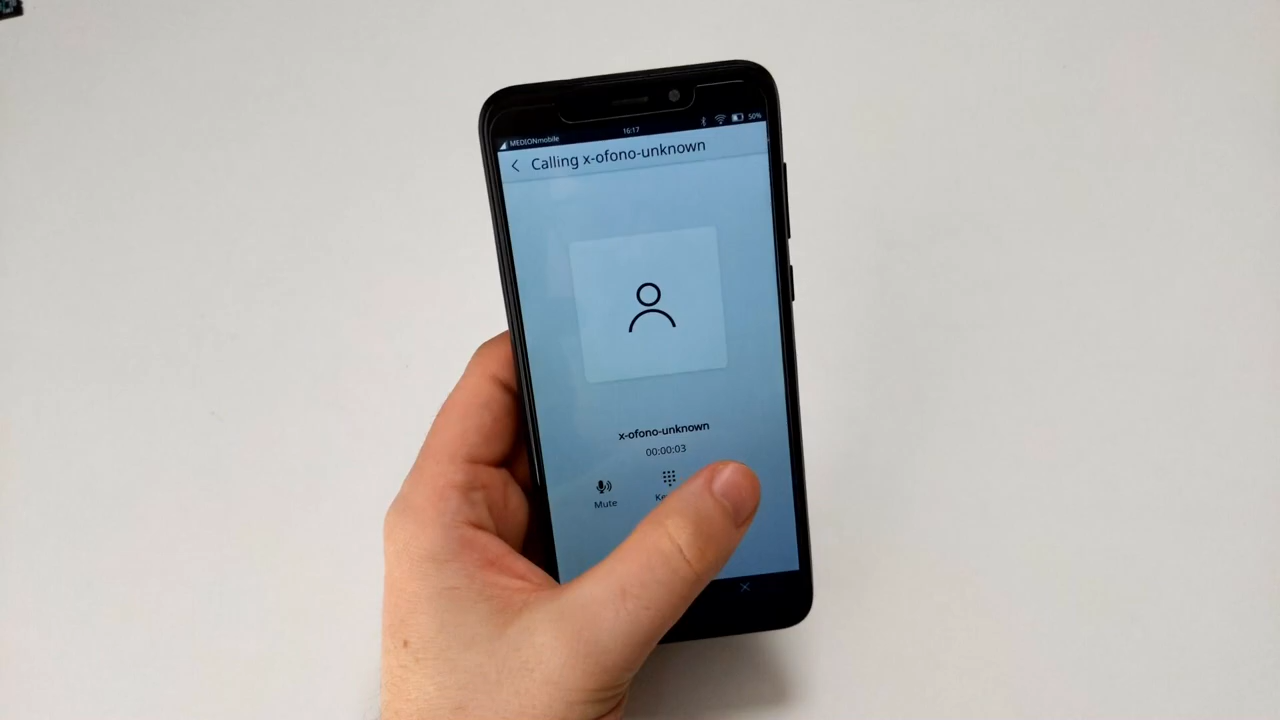 MEDIONmobile
16:17
50%
Calling x-ofono-unknown
x-ofono-unknown
00:00:03
Mute